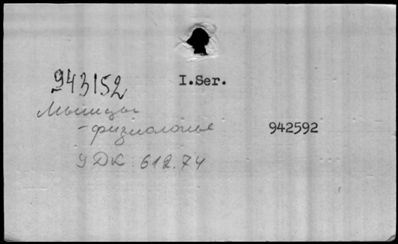 943152
I.Ser.
Мышцы
-физиология
942592
УДК 612.74